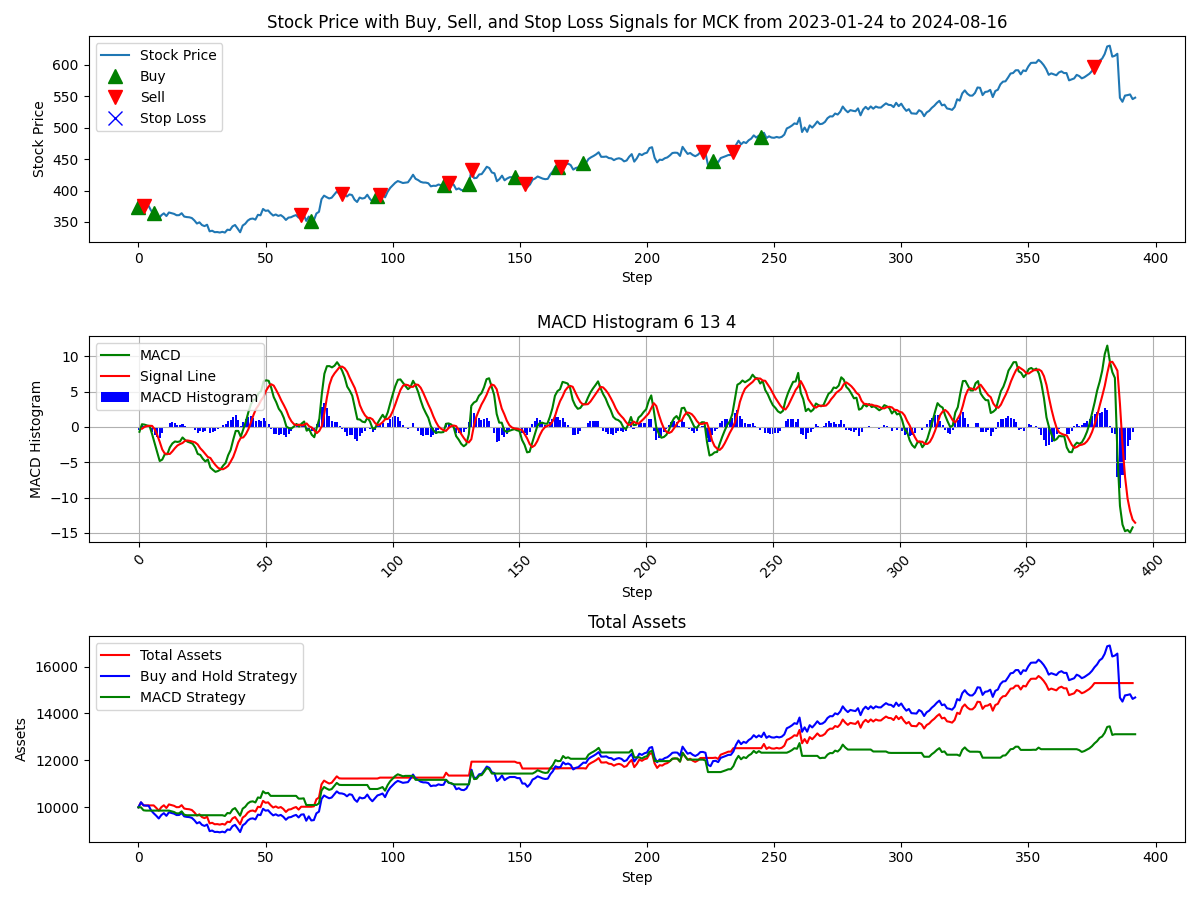 Stock Price with Buy, Sell, and Stop Loss Signals for MCK from 2023-01-24 to 2024-08-16
Stock Price
Buy
Sell
Stop Loss
Stock Price
600
550
500
450
400
350
0 50 100 150 200 250 300 350 400
Step
MACD Histogram 6 13 4
MACD
Signal Line
MACD Histogram
MACD Histogram
10
5
0
−5
−10
−15
0 50 100 150 200 250 300 350 400
Step
Total Assets
Total Assets
Buy and Hold Strategy
MACD Strategy
Assets
16000
14000
12000
10000
0 50 100 150 200 250 300 350 400
Step